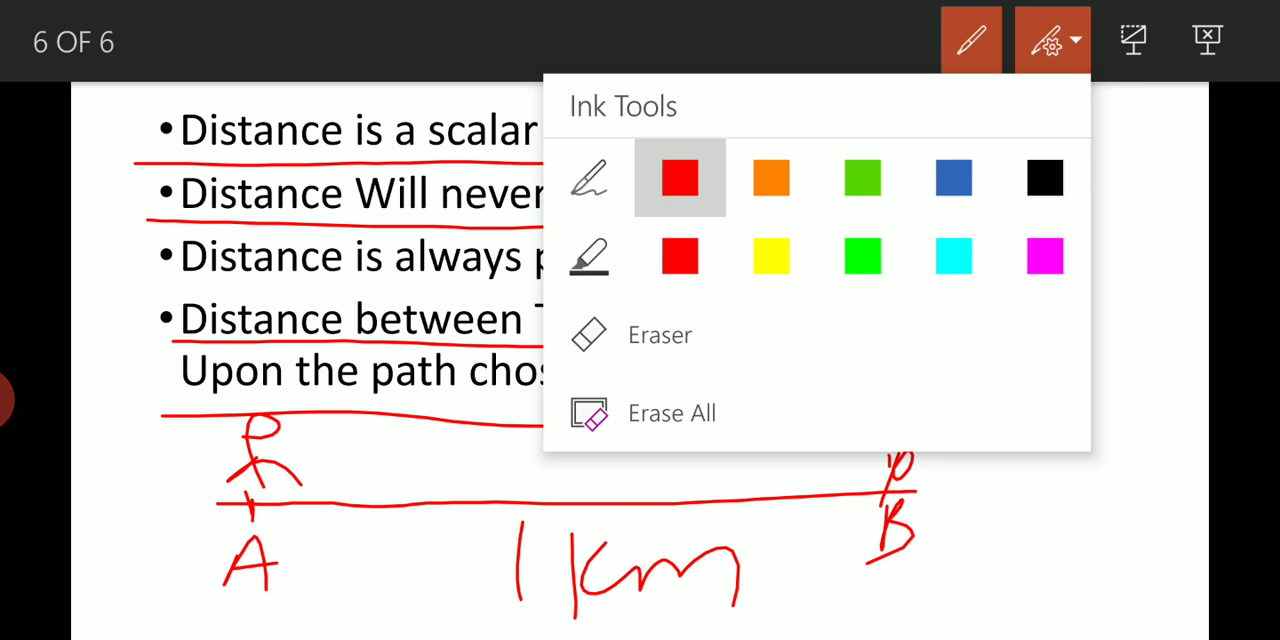 6 OF 6
Ink Tools
•Distance is a scalar
•Distance Will never
•Distance is always
Eraser
•Distance between
Upon the path
Erase All
A
1 km
B